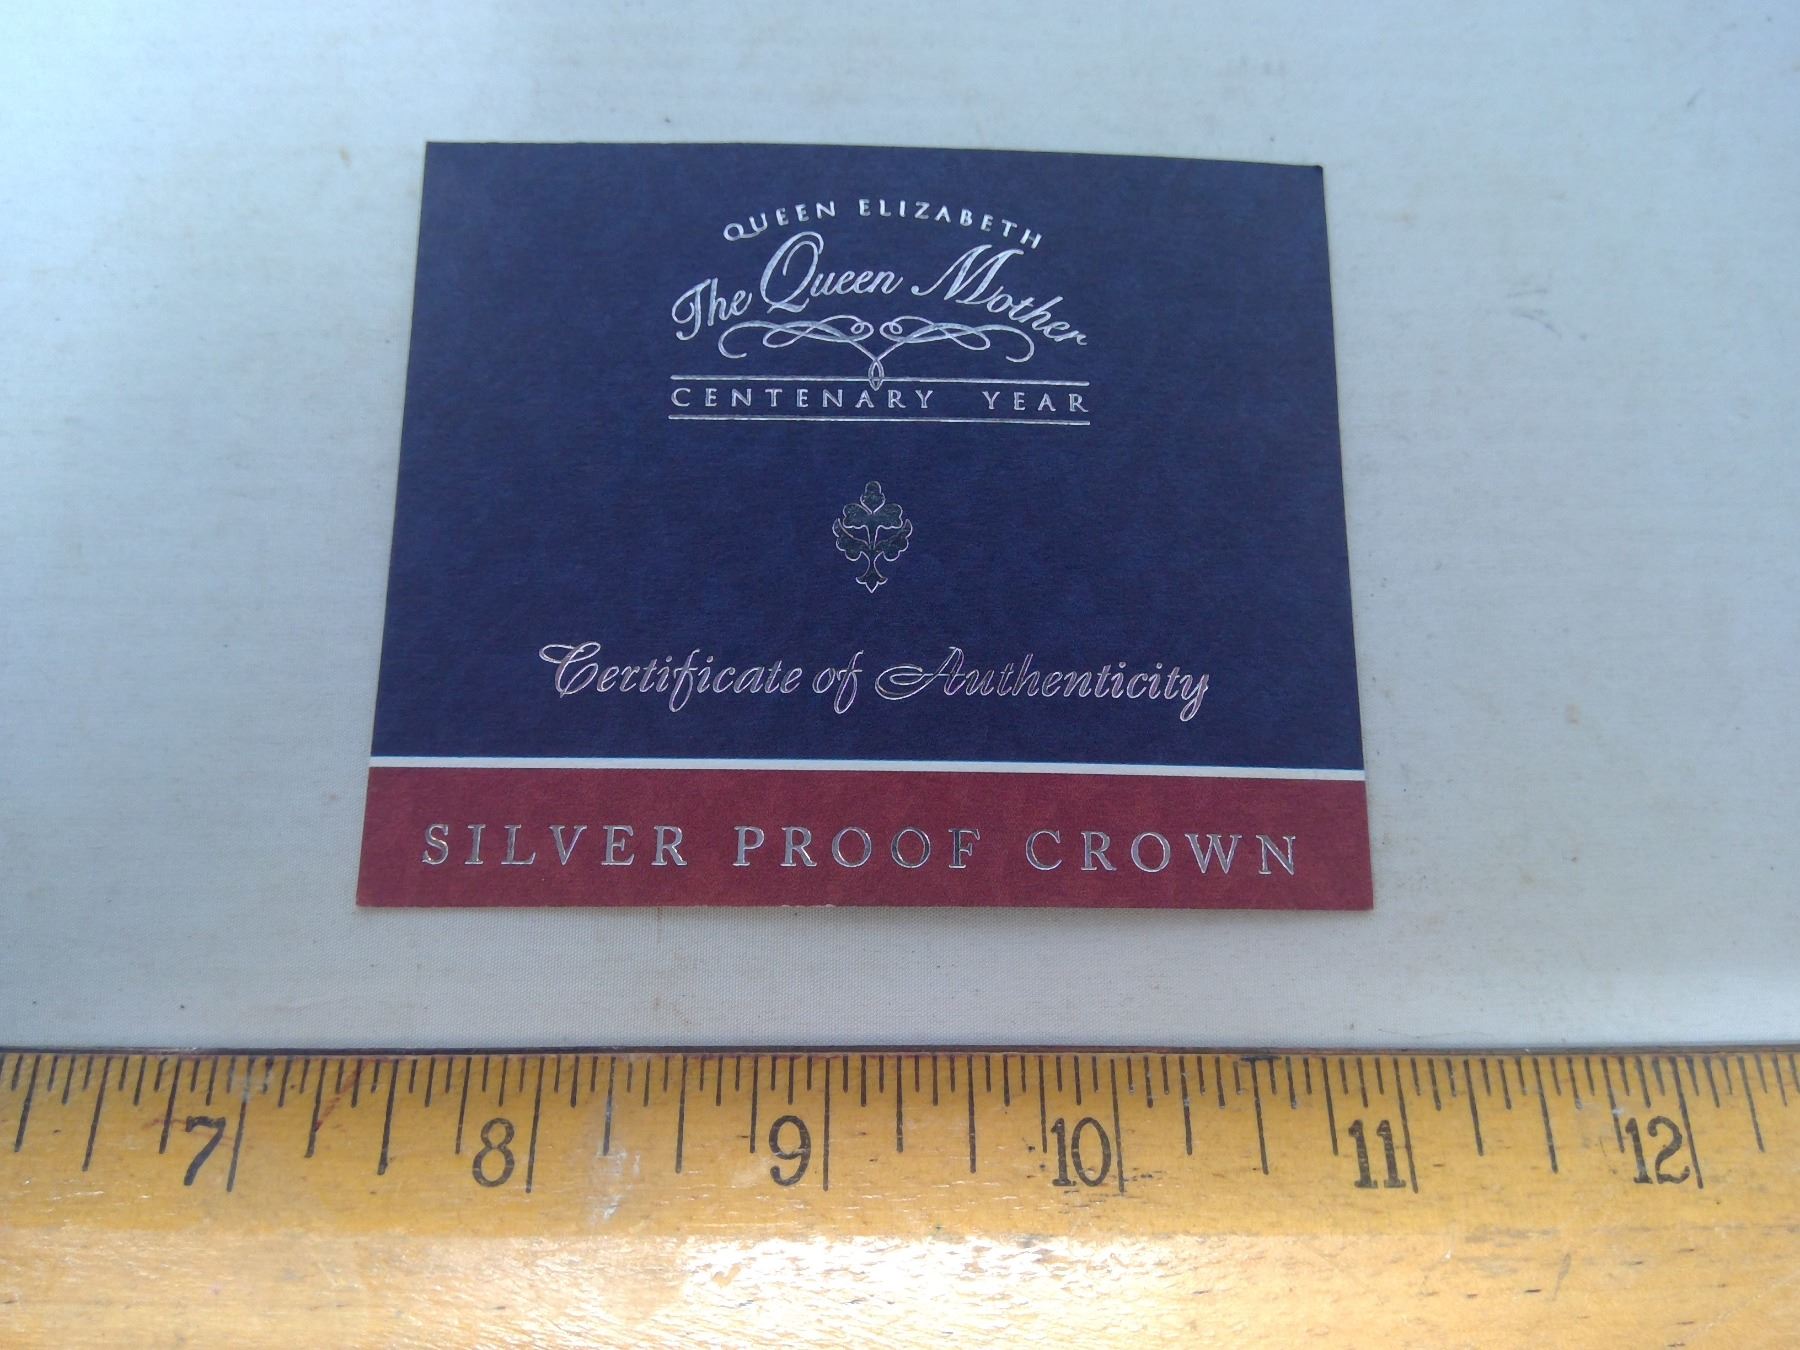 QUEEN ELIZABETH
The Queen Mother
CENTENARY YEAR
Certificate of Authenticity
SILVER PROOF CROWN
7 8 9 10 11 12